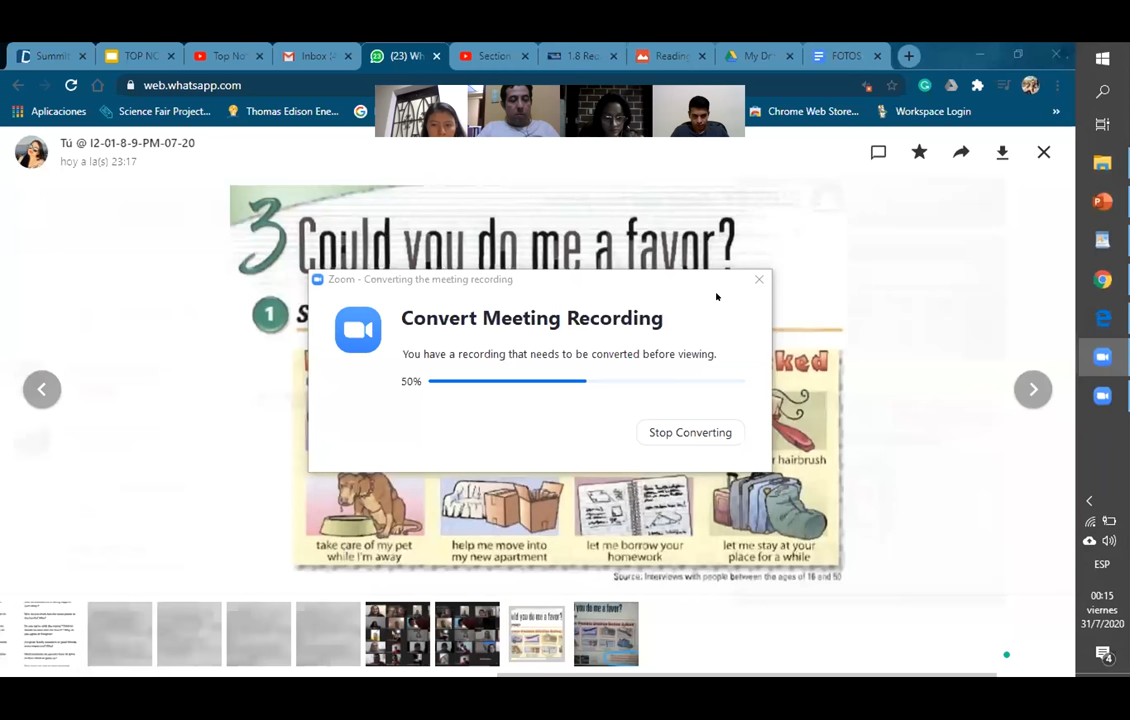 Summit
TOP NO
Top No
Inbox
(23) Wh
Section
1.8 Rea
Reading
My Dr
FOTOS
web.whatsapp.com
Aplicaciones
Science Fair Project...
Thomas Edison Ene...
Chrome Web Store...
Workspace Login
»
Tú @ I2-01-8-9-PM-07-20
hoy a la(s) 23:17
3 Could you do me a favor?
Zoom - Converting the meeting recording
1 S
Convert Meeting Recording
You have a recording that needs to be converted before viewing.
50%
ked
Stop Converting
hairbrush
take care of my pet
while I'm away
help me move into
my new apartment
let me borrow your
homework
let me stay at your
place for a while
Source: Interviews with people between the ages of 16 and 50
ESP
00:15
viernes
31/7/2020
4